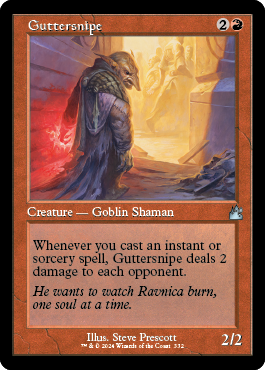 Guttersnipe 2
Creature — Goblin Shaman
Whenever you cast an instant or
sorcery spell, Guttersnipe deals 2
damage to each opponent.
He wants to watch Ravnica burn,
one soul at a time.
Illus. Steve Prescott
™ & © 2024 Wizards of the Coast 332
2/2